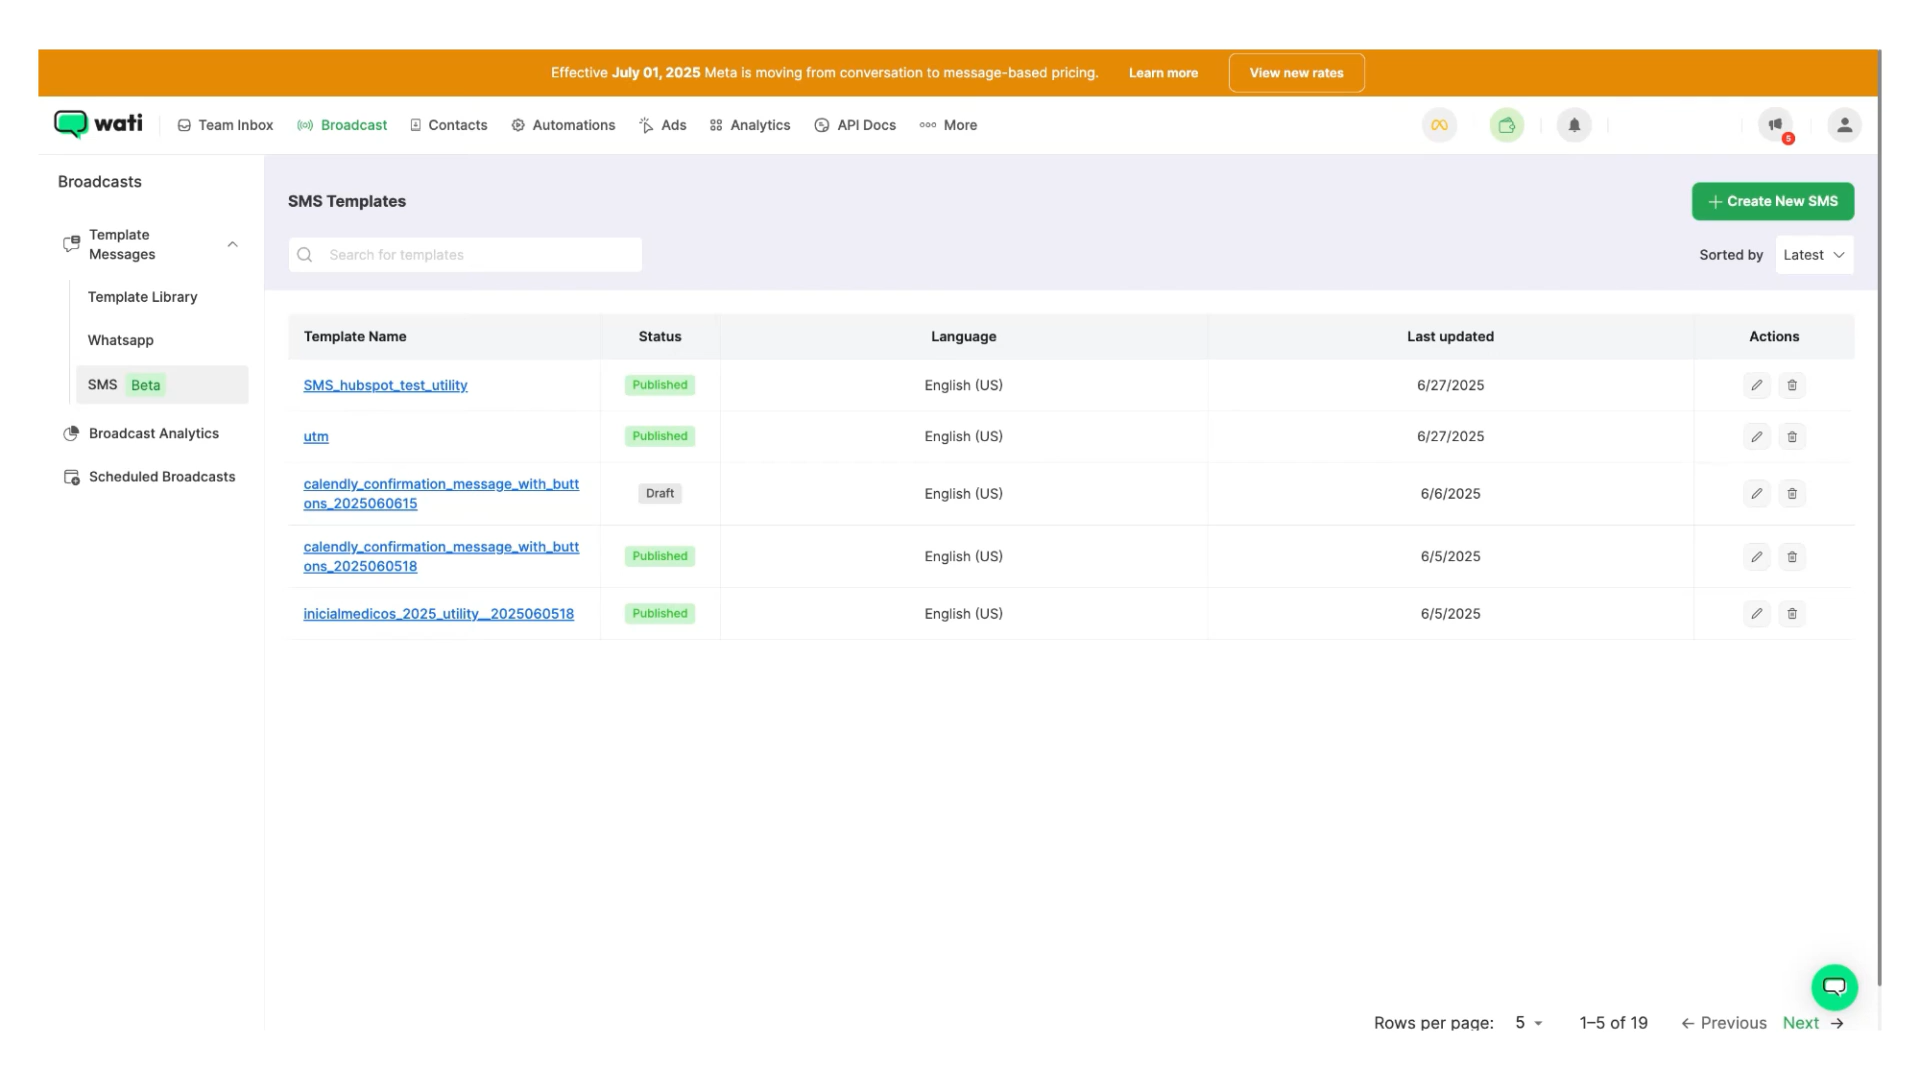 Effective July 01, 2025 Meta is moving from conversation to message-based pricing. Learn more View new rates
wati Team Inbox Broadcast Contacts Automations Ads Analytics API Docs More
5
Broadcasts
Template
Messages
Template Library
Whatsapp
SMS Beta
Broadcast Analytics
Scheduled Broadcasts
SMS Templates
Create New SMS
Search for templates
Sorted by Latest
Template Name Status Language Last updated Actions
SMS_hubspot_test_utility Published English (US) 6/27/2025
utm Published English (US) 6/27/2025
calendly_confirmation_message_with_butt
ons_2025060615 Draft English (US) 6/6/2025
calendly_confirmation_message_with_butt
ons_2025060518 Published English (US) 6/5/2025
inicialmedicos_2025_utility__2025060518 Published English (US) 6/5/2025
Rows per page: 5 1–5 of 19 ← Previous Next →